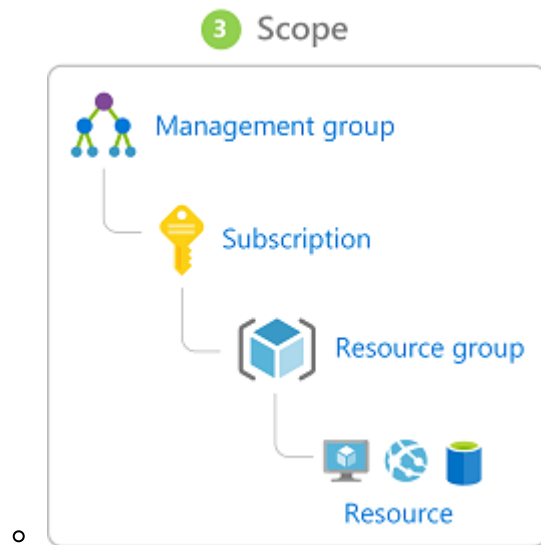 3 Scope
Management group
Subscription
Resource group
Resource